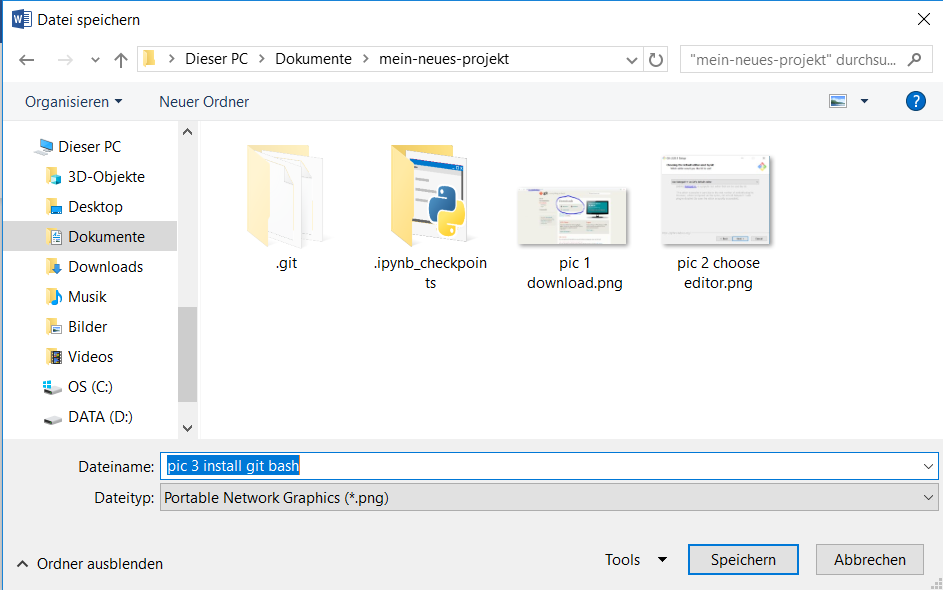 Datei speichern
Dieser PC > Dokumente > mein-neues-projekt
"mein-neues-projekt" durchsu...
Organisieren
Neuer Ordner
?
Dieser PC
3D-Objekte
Desktop
Dokumente
Downloads
Musik
Bilder
Videos
OS (C:)
DATA (D:)
.git
.ipynb_checkpoin
ts
pic 1
download.png
pic 2 choose
editor.png
Dateiname: pic 3 install git bash
Dateityp: Portable Network Graphics (*.png)
Ordner ausblenden
Tools
Speichern
Abbrechen